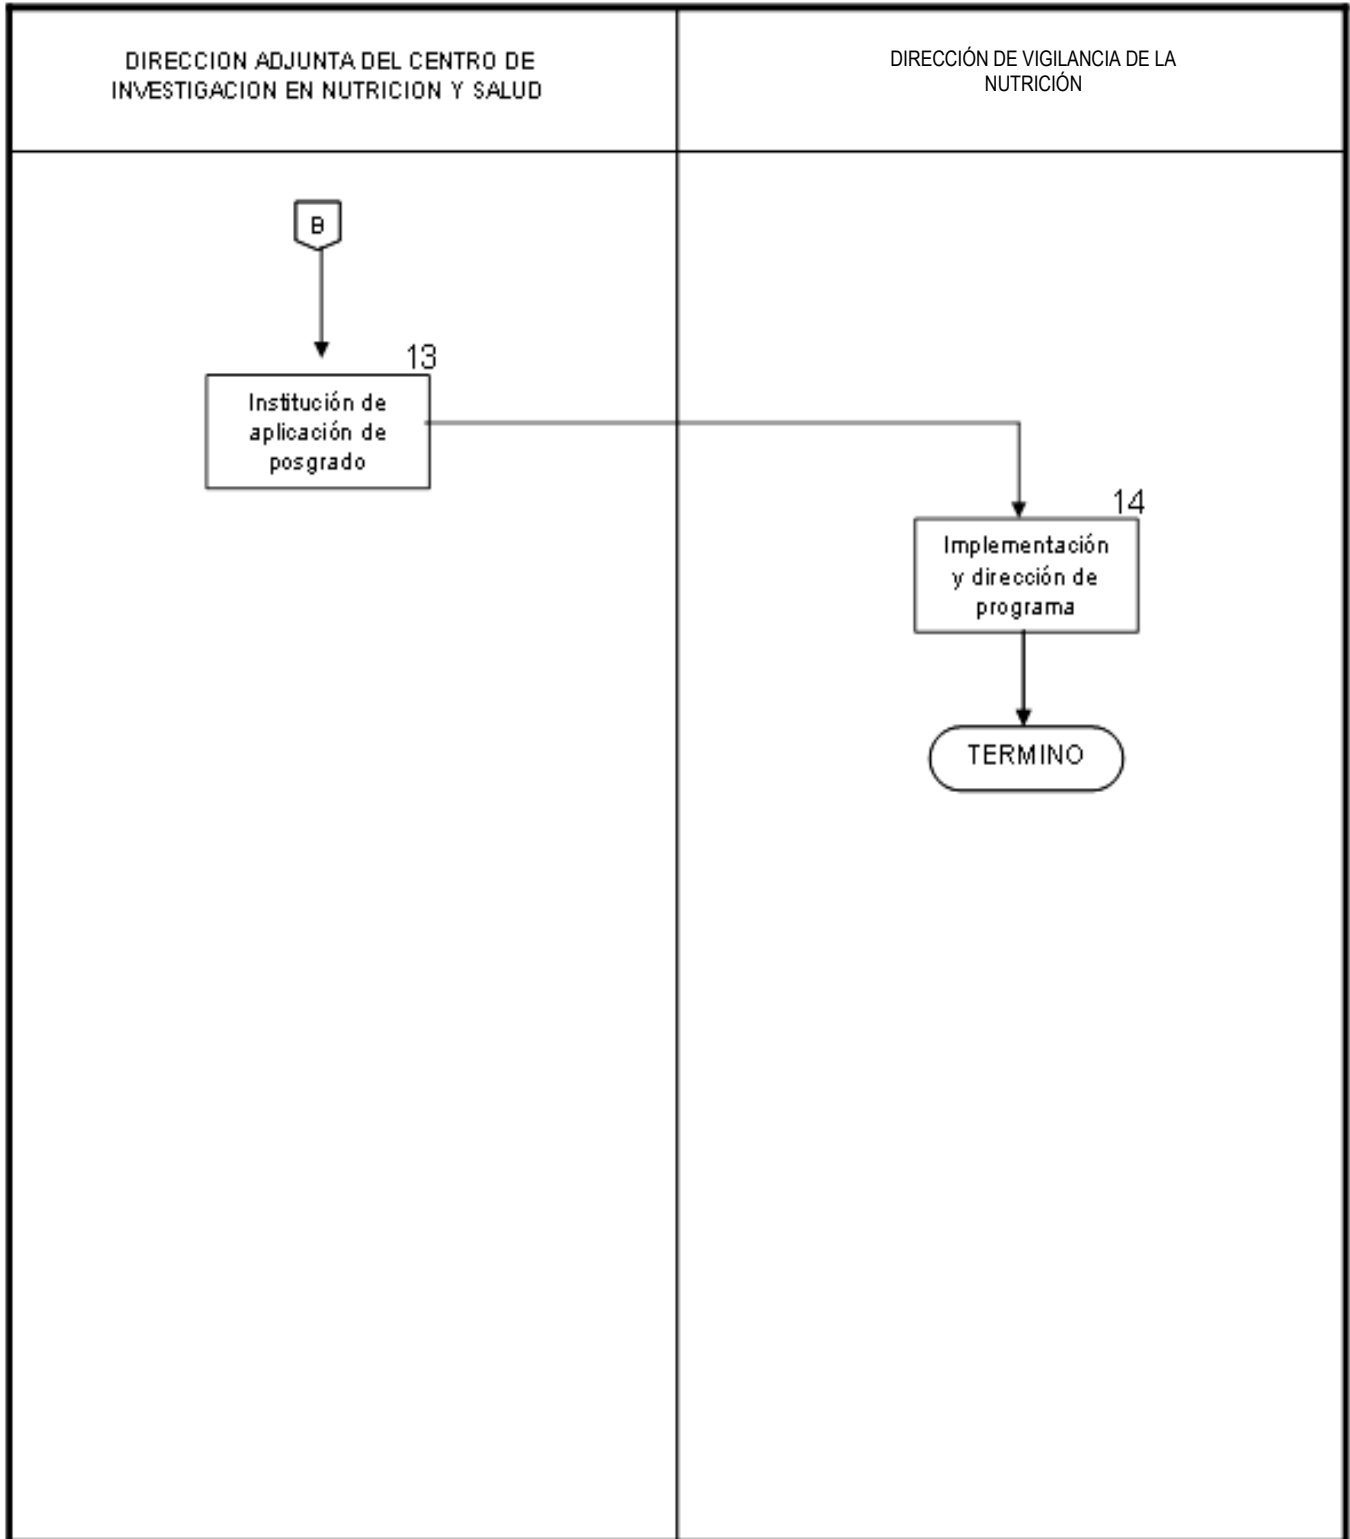 DIRECCION ADJUNTA DEL CENTRO DE
INVESTIGACION EN NUTRICION Y SALUD
DIRECCIÓN DE VIGILANCIA DE LA
NUTRICIÓN
B
13
Institución de
aplicación de
posgrado
14
Implementación
y dirección de
programa
TERMINO